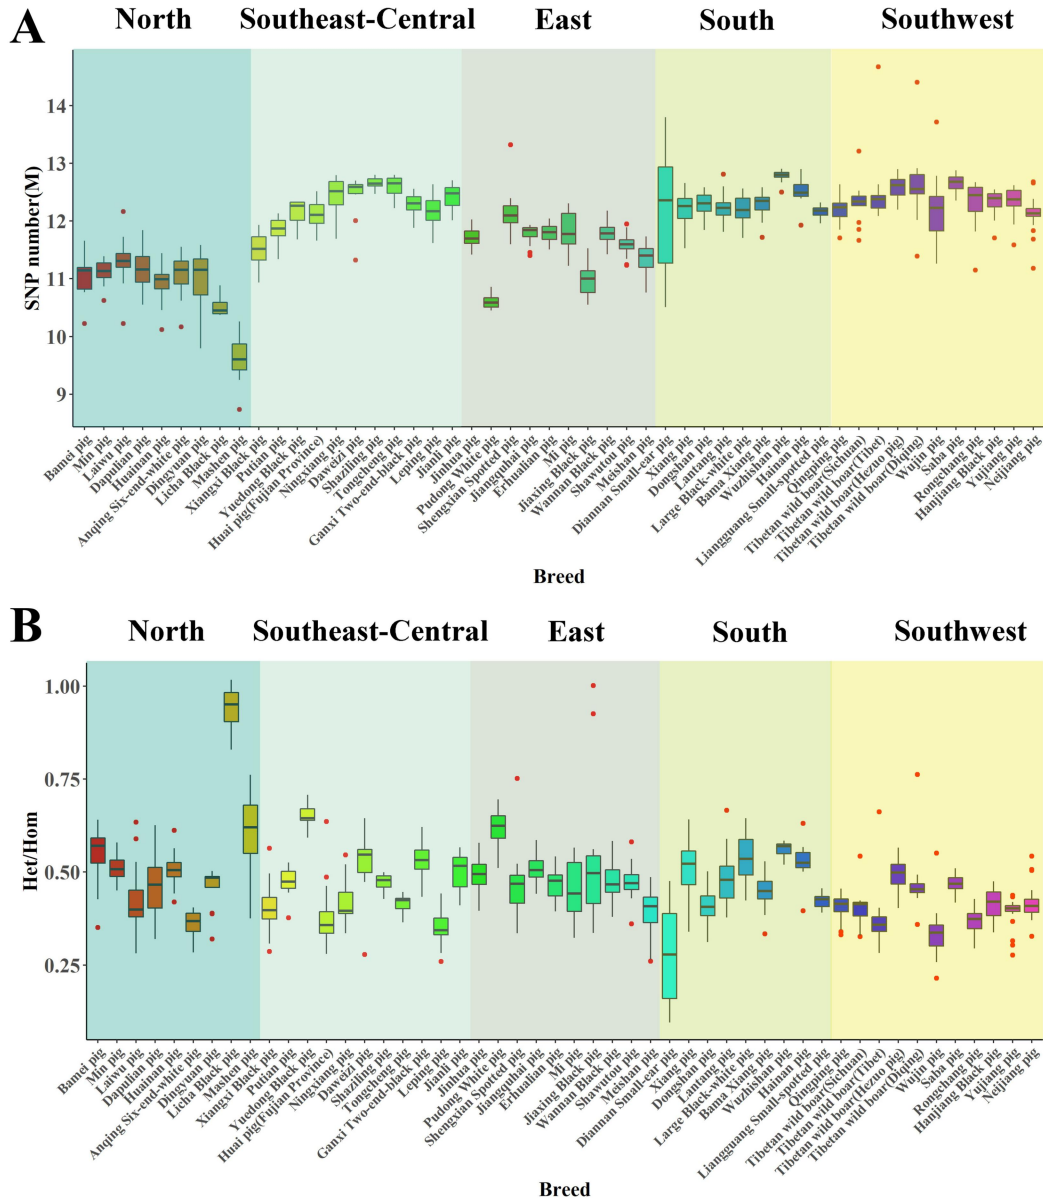 A
North
Southeast-Central
East
South
Southwest
SNP number(M)
14
13
12
11
10
9
Bamei pig
Min pig
Laiwu pig
Dapulian pig
Huainan pig
Anqing Six-end-white pig
Dingyuan pig
Licha Black pig
Mashen pig
Xiangxi Black pig
Putian pig
Yuedong Black pig
Huai pig(Fujian Province)
Ningxiang pig
Daweizi pig
Shaziling pig
Tongcheng pig
Ganxi Two-end-black pig
Leping pig
Jianli pig
Jinhua pig
Pudong White pig
Shengxian Spotted pig
Jiangquhai pig
Erhualian pig
Mi pig
Jiaxing Black pig
Wannan Black pig
Shawutou pig
Meishan pig
Diannan Small-ear pig
Xiang pig
Dongshan pig
Lantang pig
Large Black-white pig
Bama Xiang pig
Wuzhishan pig
Hainan pig
Liangguang Small-spotted pig
Qingping pig
Tibetan wild boar(Sichuan)
Tibetan wild boar(Tibet)
Tibetan wild boar(Hezuo pig)
Tibetan wild boar(Diqing)
Wujin pig
Saba pig
Rongchang pig
Hanjiang Black pig
Yujiang pig
Neijiang pig
Breed
B
North
Southeast-Central
East
South
Southwest
Het/Hom
1.00
0.75
0.50
0.25
Bamei pig
Min pig
Laiwu pig
Dapulian pig
Huainan pig
Anqing Six-end-white pig
Dingyuan pig
Licha Black pig
Mashen pig
Xiangxi Black pig
Putian pig
Yuedong Black pig
Huai pig(Fujian Province)
Ningxiang pig
Daweizi pig
Shaziling pig
Tongcheng pig
Ganxi Two-end-black pig
Leping pig
Jianli pig
Jinhua pig
Pudong White pig
Shengxian Spotted pig
Jiangquhai pig
Erhualian pig
Mi pig
Jiaxing Black pig
Wannan Black pig
Shawutou pig
Meishan pig
Diannan Small-ear pig
Xiang pig
Dongshan pig
Lantang pig
Large Black-white pig
Bama Xiang pig
Wuzhishan pig
Hainan pig
Liangguang Small-spotted pig
Qingping pig
Tibetan wild boar(Sichuan)
Tibetan wild boar(Tibet)
Tibetan wild boar(Hezuo pig)
Tibetan wild boar(Diqing)
Wujin pig
Saba pig
Rongchang pig
Hanjiang Black pig
Yujiang pig
Neijiang pig
Breed